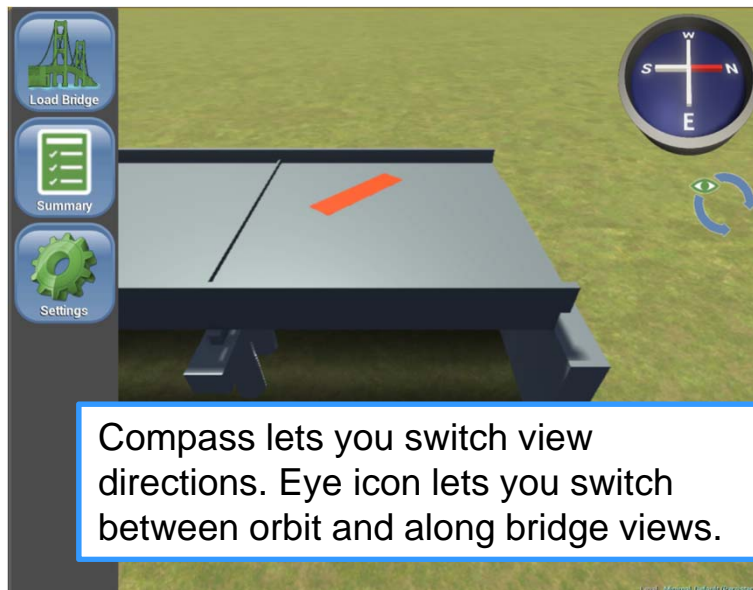 Load Bridge
Summary
Settings
W
S
N
E
Compass lets you switch view
directions. Eye icon lets you switch
between orbit and along bridge views.